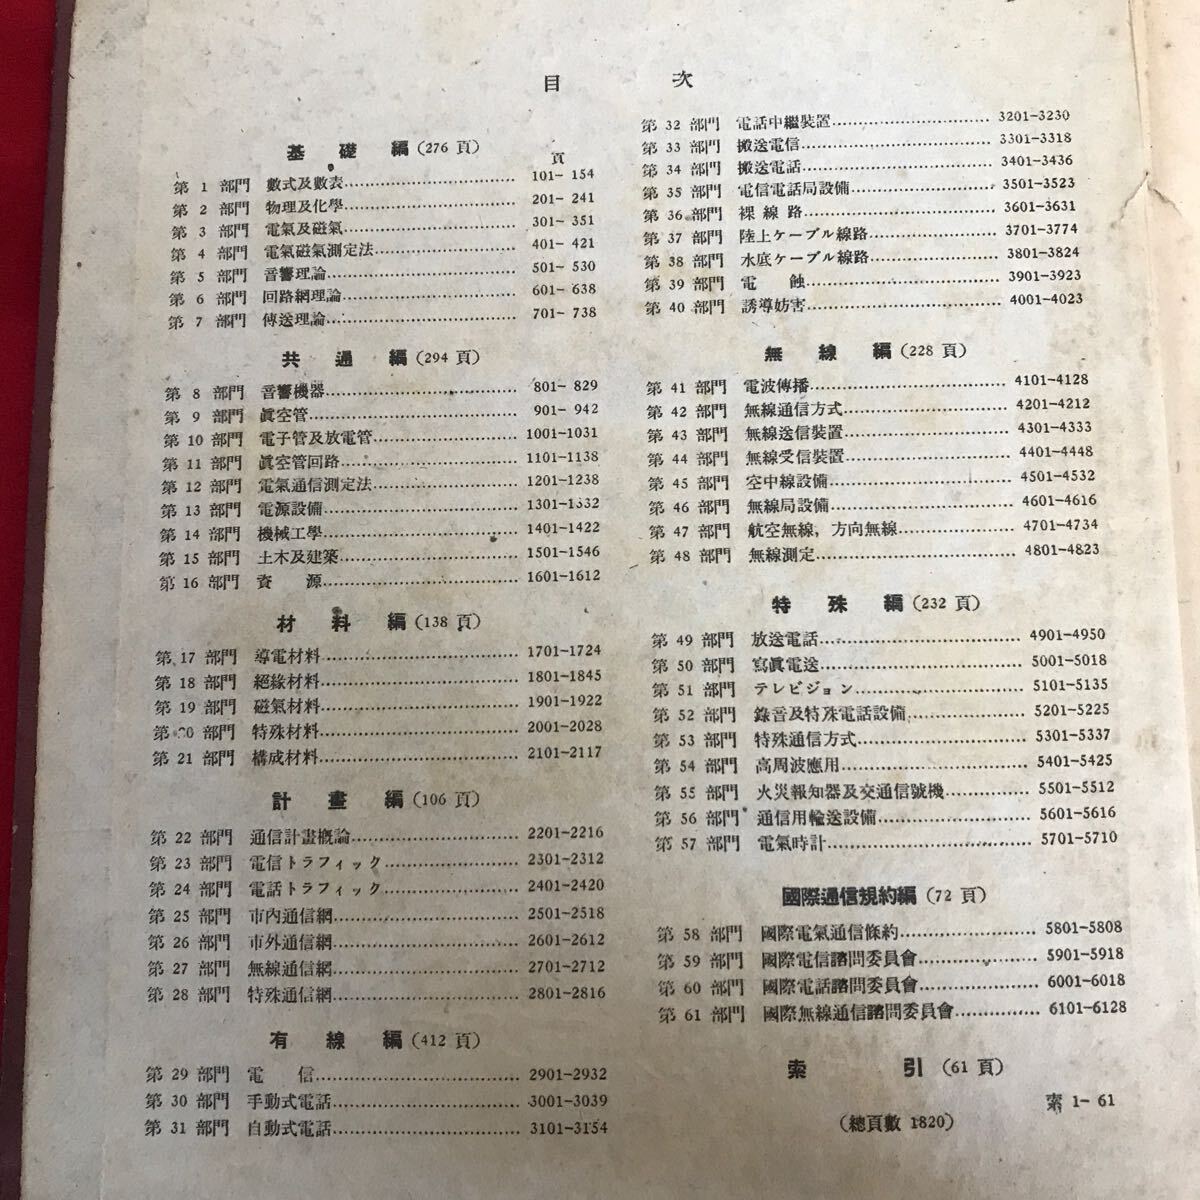 目 次
基礎編 (276 頁)
頁
第 1 部門 數式及數表 101- 154
第 2 部門 物理及化學 201- 241
第 3 部門 電氣及磁氣 301- 351
第 4 部門 電氣磁氣測定法 401- 421
第 5 部門 音響理論 501- 530
第 6 部門 回路網理論 601- 638
第 7 部門 傳送理論 701- 738
共通編 (294 頁)
第 8 部門 音響機器 801- 829
第 9 部門 眞空管 901- 942
第 10 部門 電子管及放電管 1001-1031
第 11 部門 眞空管回路 1101-1138
第 12 部門 電氣通信測定法 1201-1238
第 13 部門 電源設備 1301-1332
第 14 部門 機械工學 1401-1422
第 15 部門 土木及建築 1501-1546
第 16 部門 資源 1601-1612
材料編 (138 頁)
第 17 部門 導電材料 1701-1724
第 18 部門 絕緣材料 1801-1845
第 19 部門 磁氣材料 1901-1922
第 20 部門 特殊材料 2001-2028
第 21 部門 構成材料 2101-2117
計畫編 (106 頁)
第 22 部門 通信計畫概論 2201-2216
第 23 部門 電信トラフィック 2301-2312
第 24 部門 電話トラフィック 2401-2420
第 25 部門 市內通信網 2501-2518
第 26 部門 市外通信網 2601-2612
第 27 部門 無線通信網 2701-2712
第 28 部門 特殊通信網 2801-2816
有線編 (412 頁)
第 29 部門 電信 2901-2932
第 30 部門 手動式電話 3001-3039
第 31 部門 自動式電話 3101-3154
第 32 部門 電話中繼裝置 3201-3230
第 33 部門 搬送電信 3301-3318
第 34 部門 搬送電話 3401-3436
第 35 部門 電信電話局設備 3501-3523
第 36 部門 裸線路 3601-3631
第 37 部門 陸上ケーブル線路 3701-3774
第 38 部門 水底ケーブル線路 3801-3824
第 39 部門 電蝕 3901-3923
第 40 部門 誘導妨害 4001-4023
無線編 (228 頁)
第 41 部門 電波傳播 4101-4128
第 42 部門 無線通信方式 4201-4212
第 43 部門 無線送信裝置 4301-4333
第 44 部門 無線受信裝置 4401-4448
第 45 部門 空中線設備 4501-4532
第 46 部門 無線局設備 4601-4616
第 47 部門 航空無線, 方向無線 4701-4734
第 48 部門 無線測定 4801-4823
特殊編 (232 頁)
第 49 部門 放送電話 4901-4950
第 50 部門 寫眞電送 5001-5018
第 51 部門 テレビジョン 5101-5135
第 52 部門 錄音及特殊電話設備 5201-5225
第 53 部門 特殊通信方式 5301-5337
第 54 部門 高周波應用 5401-5425
第 55 部門 火災報知器及交通信號機 5501-5512
第 56 部門 通信用輸送設備 5601-5616
第 57 部門 電氣時計 5701-5710
國際通信規約編 (72 頁)
第 58 部門 國際電氣通信條約 5801-5808
第 59 部門 國際電信諮問委員會 5901-5918
第 60 部門 國際電話諮問委員會 6001-6018
第 61 部門 國際無線通信諮問委員會 6101-6128
索引 (61 頁)
索 1- 61
(總頁數 1820)